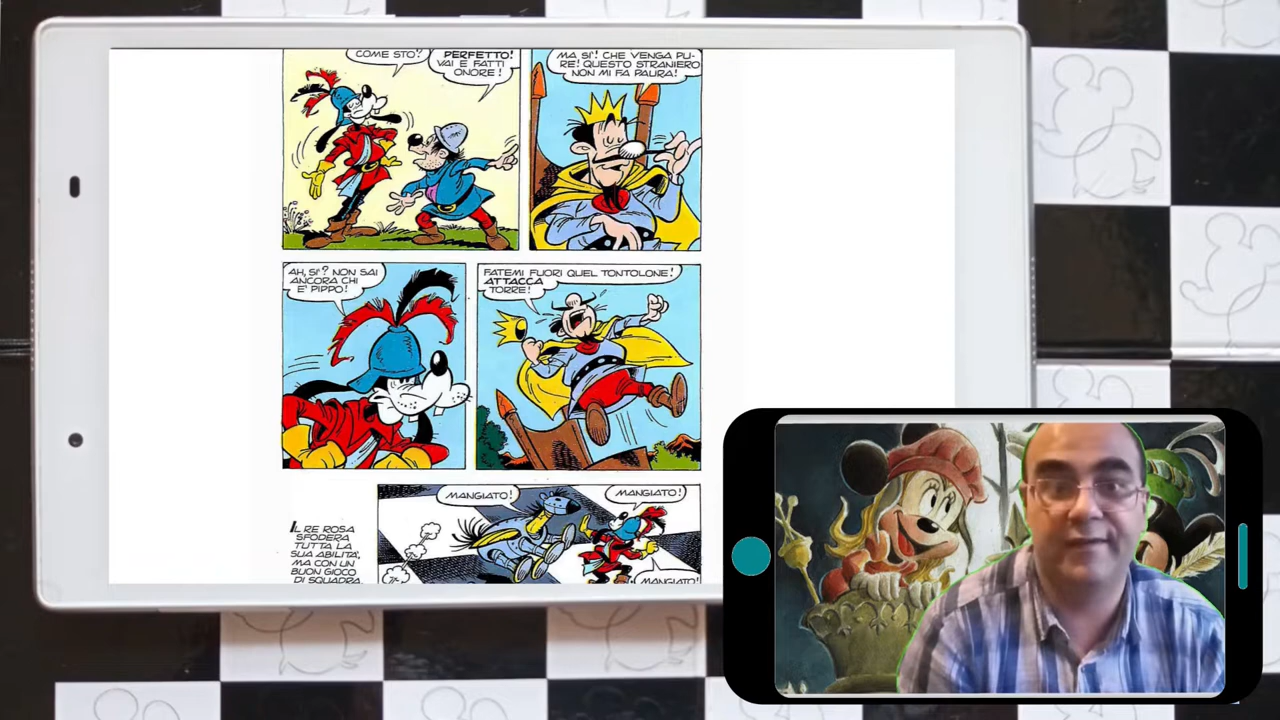 COME STO?
PERFETTO!
VAI E FATTI
ONORE!
MA SI'! CHE VENGA PU-
RE! QUESTO STRANIERO
NON MI FA PAURA!
AH, SI'? NON SAI
ANCORA CHI
E' PIPPO!
FATEMI FUORI QUEL TONTOLONE!
ATTACCA
TORRE!
IL RE ROSA
SFODERA
TUTTA LA
SUA ABILITA',
MA CON UN
BUON GIOCO
DI SQUADRA
MANGIATO!
MANGIATO!
MANGIATO!